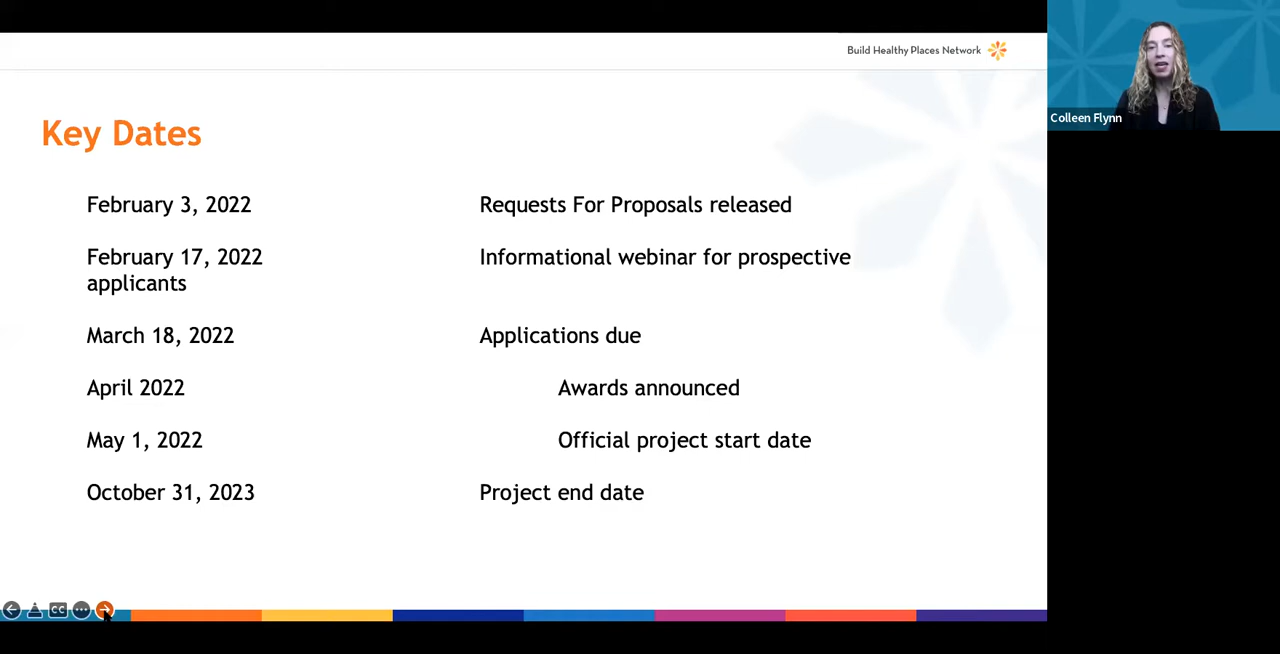 Build Healthy Places Network
Colleen Flynn
Key Dates
February 3, 2022 Requests For Proposals released
February 17, 2022 Informational webinar for prospective
applicants
March 18, 2022 Applications due
April 2022 Awards announced
May 1, 2022 Official project start date
October 31, 2023 Project end date
CC